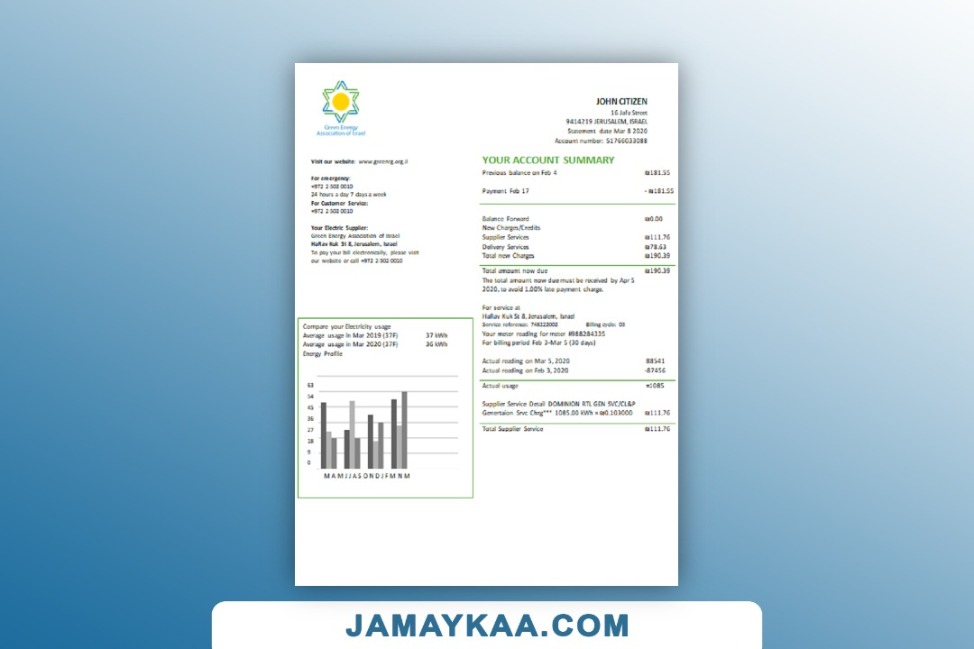 Green Energy
Association of Israel
JOHN CITIZEN
16 Jafa Street
9414219 JERUSALEM, ISRAEL
Statement date Mar 8 2020
Account number: 51766033088
Visit our website: www.greenrg.org.il
For emergency:
+972 2 502 0010
24 hours a day 7 days a week
For Customer Service:
+972 2 502 0010
Your Electric Supplier:
Green Energy Association of Israel
HaRav Kuk St 8, Jerusalem, Israel
To pay your bill electronically, please visit
our website or call +972 2 502 0010
YOUR ACCOUNT SUMMARY
Previous balance on Feb 4 ₪181.55
Payment Feb 17 - ₪181.55
Balance Forward ₪0.00
New Charges/Credits
Supplier Services ₪111.76
Delivery Services ₪78.63
Total new Charges ₪190.39
Total amount now due ₪190.39
The total amount now due must be received by Apr 5
2020, to avoid 1.00% late payment charge.
For service at
HaRav Kuk St 8, Jerusalem, Israel
Service reference: 748222002 Billing cycle: 03
Your meter reading for meter #988284335
For billing period Feb 3-Mar 5 (30 days)
Actual reading on Mar 5, 2020 88541
Actual reading on Feb 3, 2020 -87456
Actual usage =1085
Supplier Service Detail DOMINION RTL GEN SVC/CL&P
Genertaion Srvc Chrg*** 1085.00 kWh × ₪0.103000 ₪111.76
Total Supplier Service ₪111.76
Compare your Electricity usage
Average usage in Mar 2019 (37F) 37 kWh
Average usage in Mar 2020 (37F) 36 kWh
Energy Profile
63
54
45
36
27
18
9
0
M A M J J A S O N D J F M N M
JAMAYKAA.COM